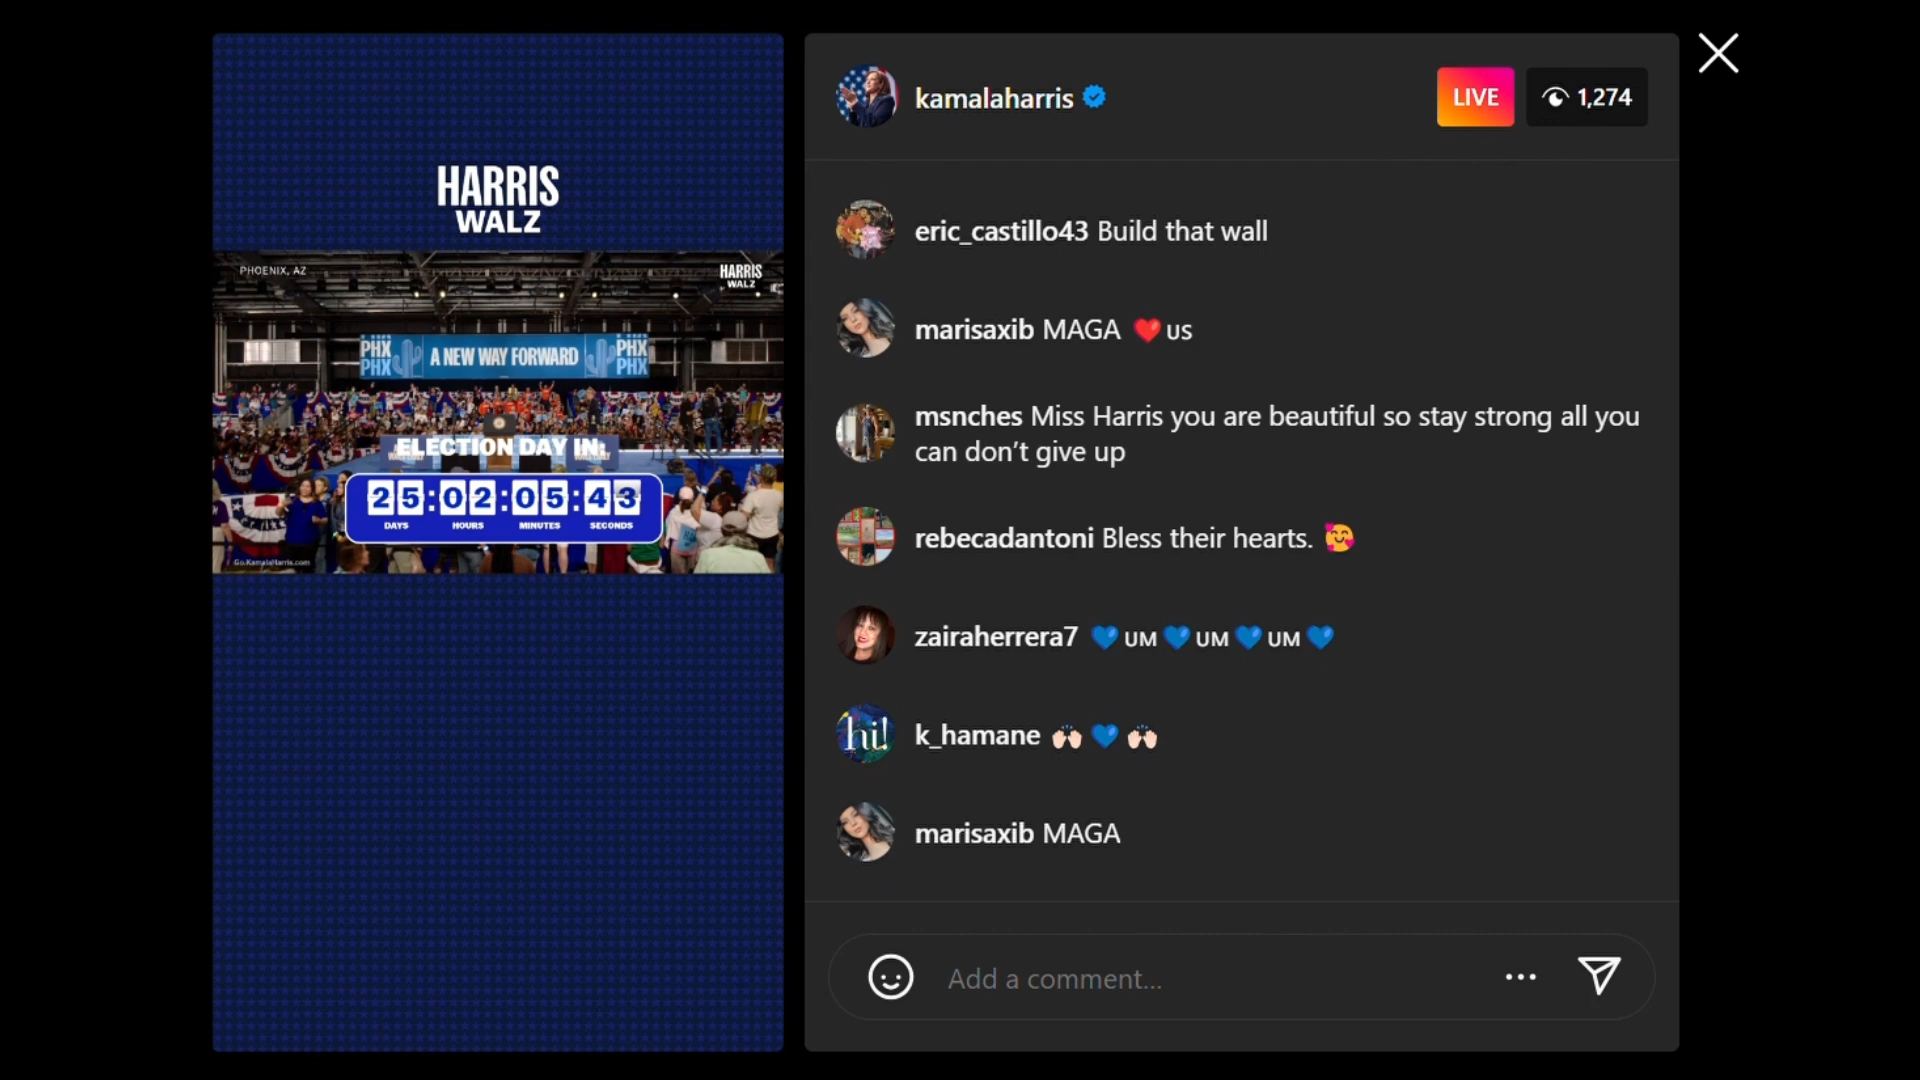 HARRIS
WALZ
PHOENIX, AZ
HARRIS
WALZ
PHX
PHX
A NEW WAY FORWARD
PHX
PHX
ELECTION DAY IN:
25:02:05:43
DAYS HOURS MINUTES SECONDS
Go.KamalaHarris.com
kamalaharris
LIVE
1,274
eric_castillo43 Build that wall
marisaxib MAGA ❤️ US
msnches Miss Harris you are beautiful so stay strong all you
can don’t give up
rebecadantoni Bless their hearts. 🥰
zairaherrera7 💙 UM 💙 UM 💙 UM 💙
hi!
k_hamane 🙌🏻 💙 🙌🏻
marisaxib MAGA
Add a comment...